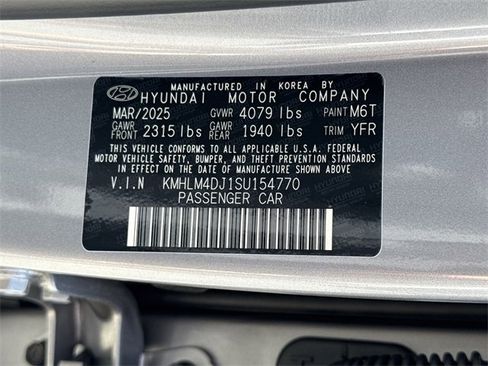 MANUFACTURED IN KOREA BY
HYUNDAI MOTOR COMPANY
MAR/2025 GVWR 4079 lbs PAINT M6T
GAWR FRONT 2315 lbs GAWR REAR 1940 lbs TRIM YFR
THIS VEHICLE CONFORMS TO ALL APPLICABLE U.S.A. FEDERAL
MOTOR VEHICLE SAFETY, BUMPER, AND THEFT PREVENTION
STANDARDS IN EFFECT ON THE DATE OF MANUFACTURE SHOWN ABOVE.
V.I.N KMHLM4DJ1SU154770
PASSENGER CAR